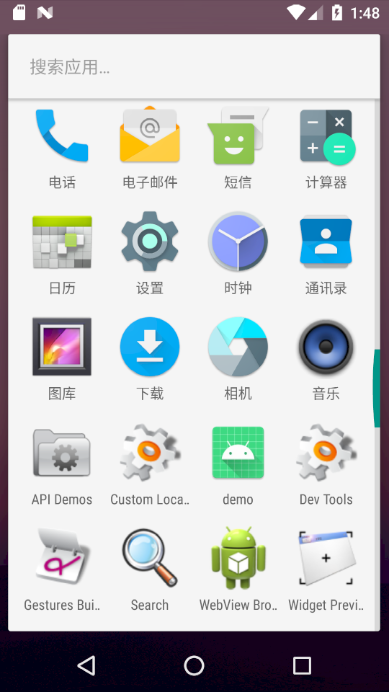 1:48
搜索应用...
电话
电子邮件
短信
计算器
日历
设置
时钟
通讯录
图库
下载
相机
音乐
API Demos
Custom Loca..
demo
Dev Tools
Gestures Bui..
Search
WebView Bro..
Widget Previ..